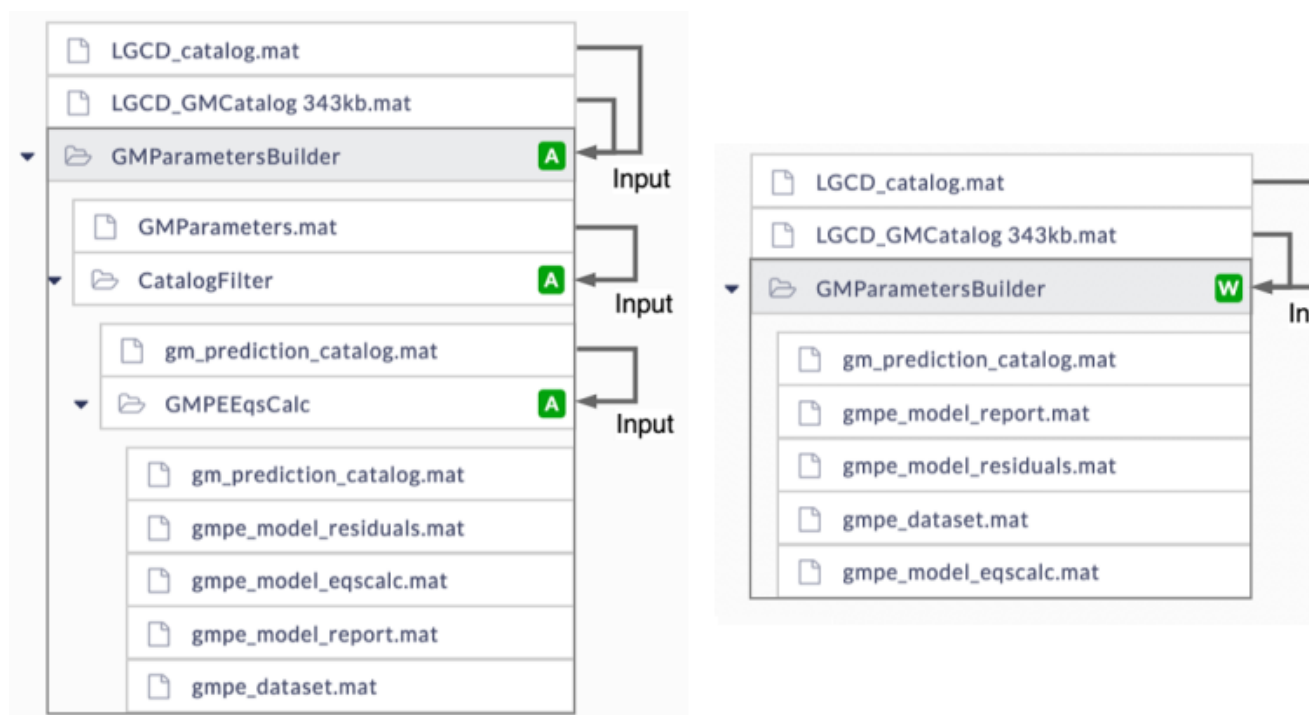 LGCD_catalog.mat
LGCD_GMCatalog 343kb.mat
GMParametersBuilder A
Input
GMParameters.mat
CatalogFilter A
Input
gm_prediction_catalog.mat
GMPEEqsCalc A
Input
gm_prediction_catalog.mat
gmpe_model_residuals.mat
gmpe_model_eqscalc.mat
gmpe_model_report.mat
gmpe_dataset.mat
LGCD_catalog.mat
LGCD_GMCatalog 343kb.mat
GMParametersBuilder W
In
gm_prediction_catalog.mat
gmpe_model_report.mat
gmpe_model_residuals.mat
gmpe_dataset.mat
gmpe_model_eqscalc.mat